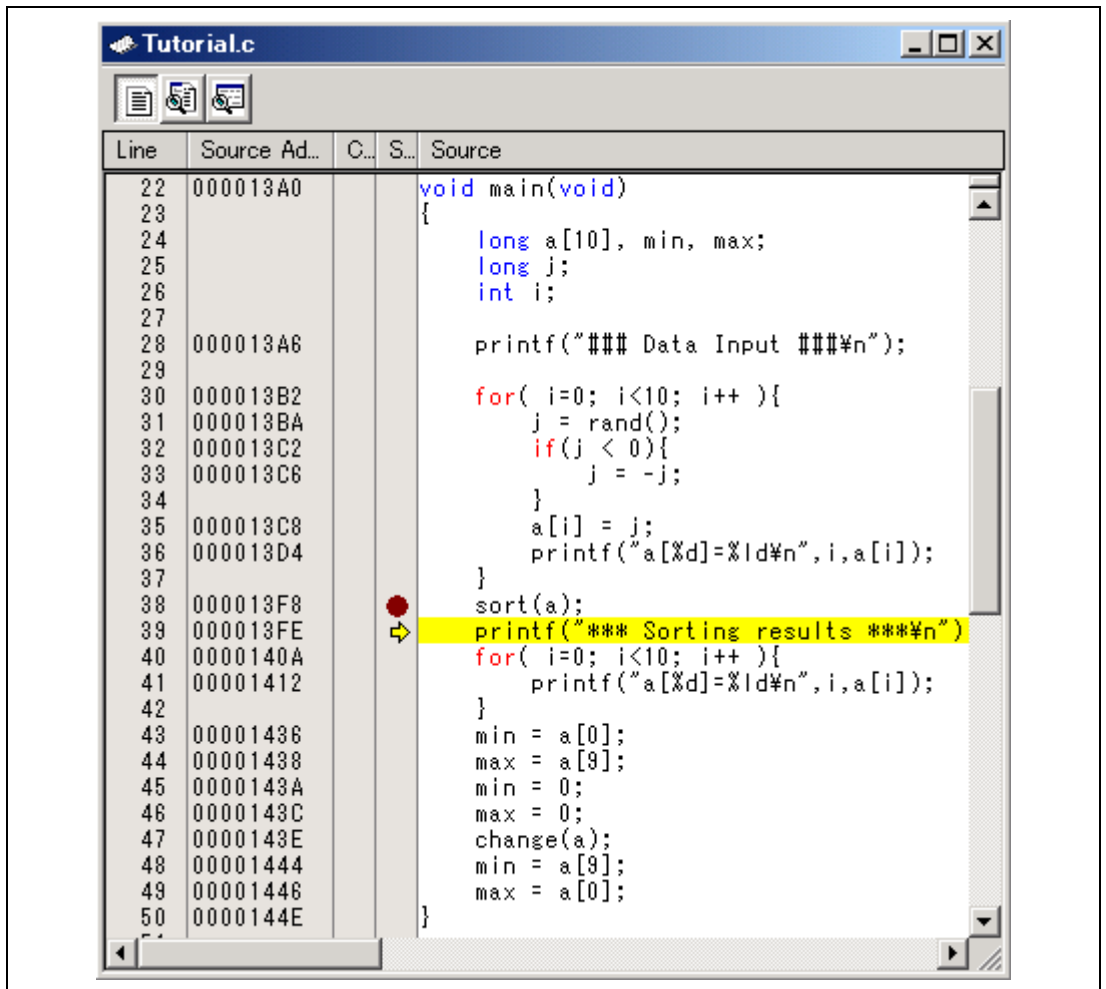 Tutorial.c
Line Source Ad... C... S... Source
22 000013A0 void main(void)
23 {
24 long a[10], min, max;
25 long j;
26 int i;
27
28 000013A6 printf("### Data Input ###¥n");
29
30 000013B2 for( i=0; i<10; i++ ){
31 000013BA j = rand();
32 000013C2 if(j < 0){
33 000013C6 j = -j;
34 }
35 000013C8 a[i] = j;
36 000013D4 printf("a[%d]=%ld¥n",i,a[i]);
37 }
38 000013F8 sort(a);
39 000013FE printf("*** Sorting results ***¥n")
40 0000140A for( i=0; i<10; i++ ){
41 00001412 printf("a[%d]=%ld¥n",i,a[i]);
42 }
43 00001436 min = a[0];
44 00001438 max = a[9];
45 0000143A min = 0;
46 0000143C max = 0;
47 0000143E change(a);
48 00001444 min = a[9];
49 00001446 max = a[0];
50 0000144E }